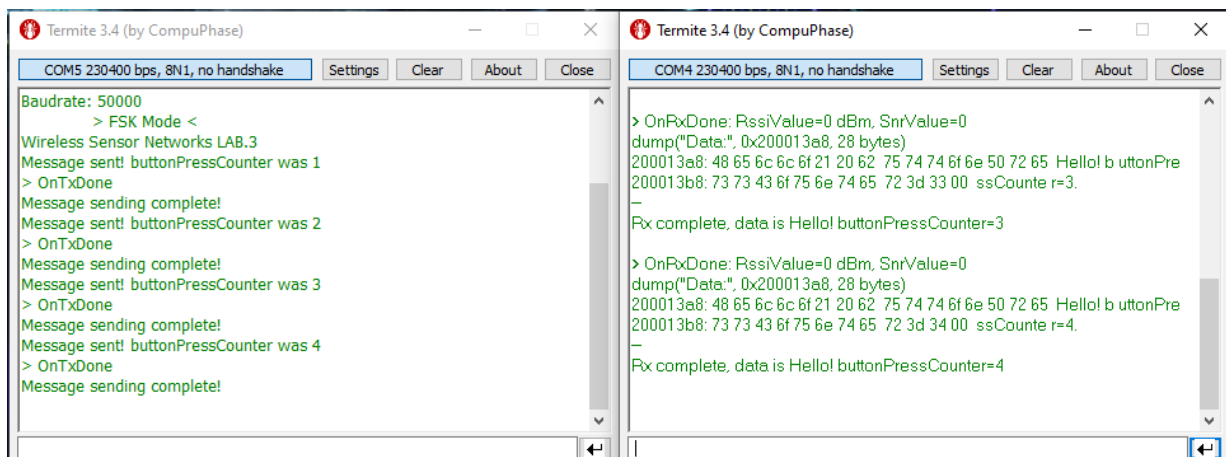 Termite 3.4 (by CompuPhase)
COM5 230400 bps, 8N1, no handshake
Settings
Clear
About
Close
Baudrate: 50000
> FSK Mode <
Wireless Sensor Networks LAB.3
Message sent! buttonPressCounter was 1
> OnTxDone
Message sending complete!
Message sent! buttonPressCounter was 2
> OnTxDone
Message sending complete!
Message sent! buttonPressCounter was 3
> OnTxDone
Message sending complete!
Message sent! buttonPressCounter was 4
> OnTxDone
Message sending complete!
Termite 3.4 (by CompuPhase)
COM4 230400 bps, 8N1, no handshake
Settings
Clear
About
Close
> OnRxDone: RssiValue=0 dBm, SnrValue=0
dump("Data:", 0x200013a8, 28 bytes)
200013a8: 48 65 6c 6c 6f 21 20 62  75 74 74 6f 6e 50 72 65  Hello! b uttonPre
200013b8: 73 73 43 6f 75 6e 74 65  72 3d 33 00  ssCounte r=3.
--
Rx complete, data is Hello! buttonPressCounter=3
> OnRxDone: RssiValue=0 dBm, SnrValue=0
dump("Data:", 0x200013a8, 28 bytes)
200013a8: 48 65 6c 6c 6f 21 20 62  75 74 74 6f 6e 50 72 65  Hello! b uttonPre
200013b8: 73 73 43 6f 75 6e 74 65  72 3d 34 00  ssCounte r=4.
--
Rx complete, data is Hello! buttonPressCounter=4